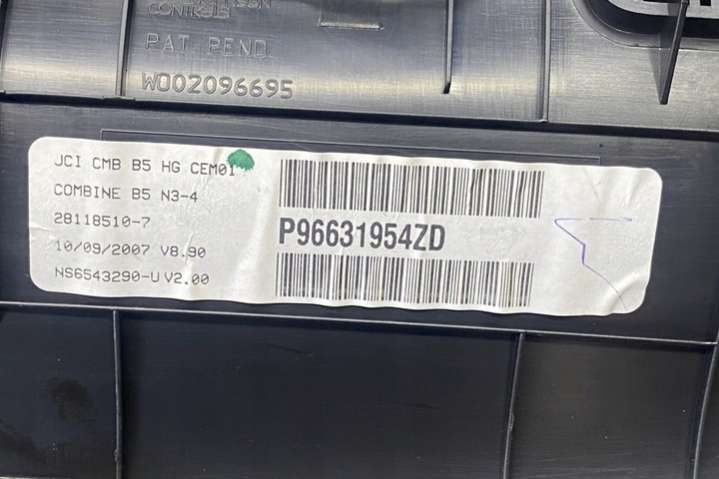 CONTROLS
PAT. PEND.
W002096695
JCI CMB B5 HG CEM01
COMBINE B5 N3-4
28118510-7
10/09/2007 V8.90
NS6543290-U V2.00
P96631954ZD